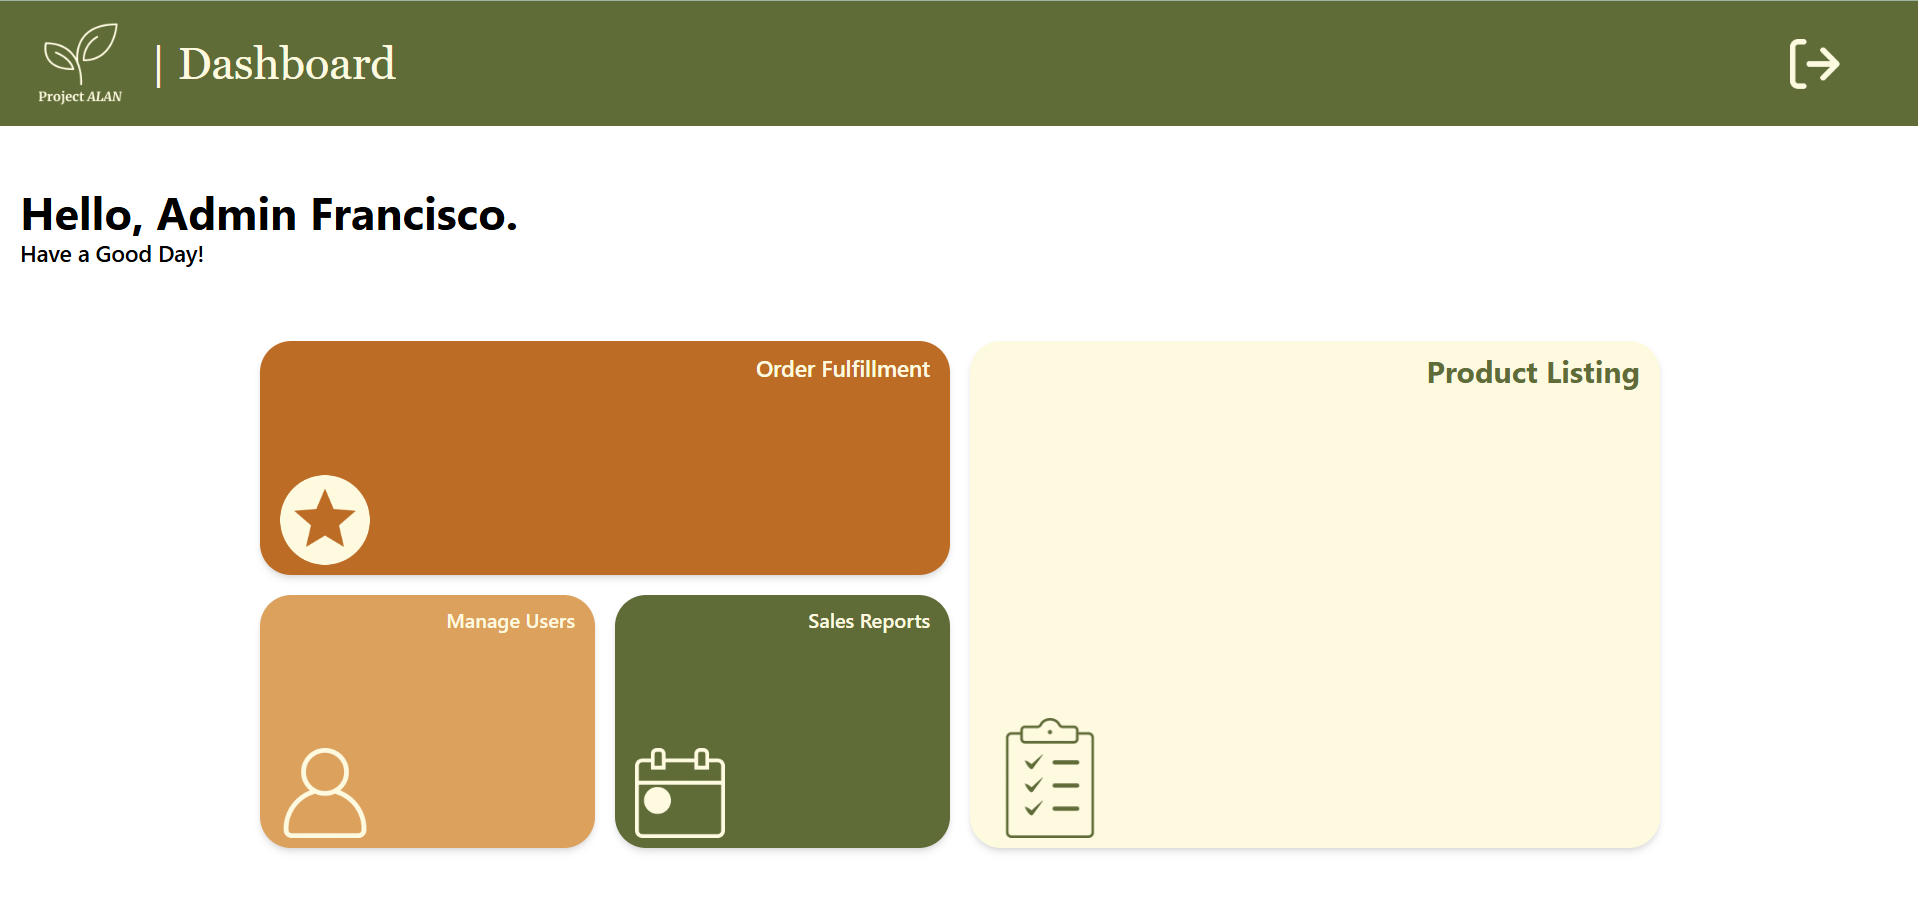 Project ALAN
| Dashboard
Hello, Admin Francisco.
Have a Good Day!
Order Fulfillment
Product Listing
Manage Users
Sales Reports